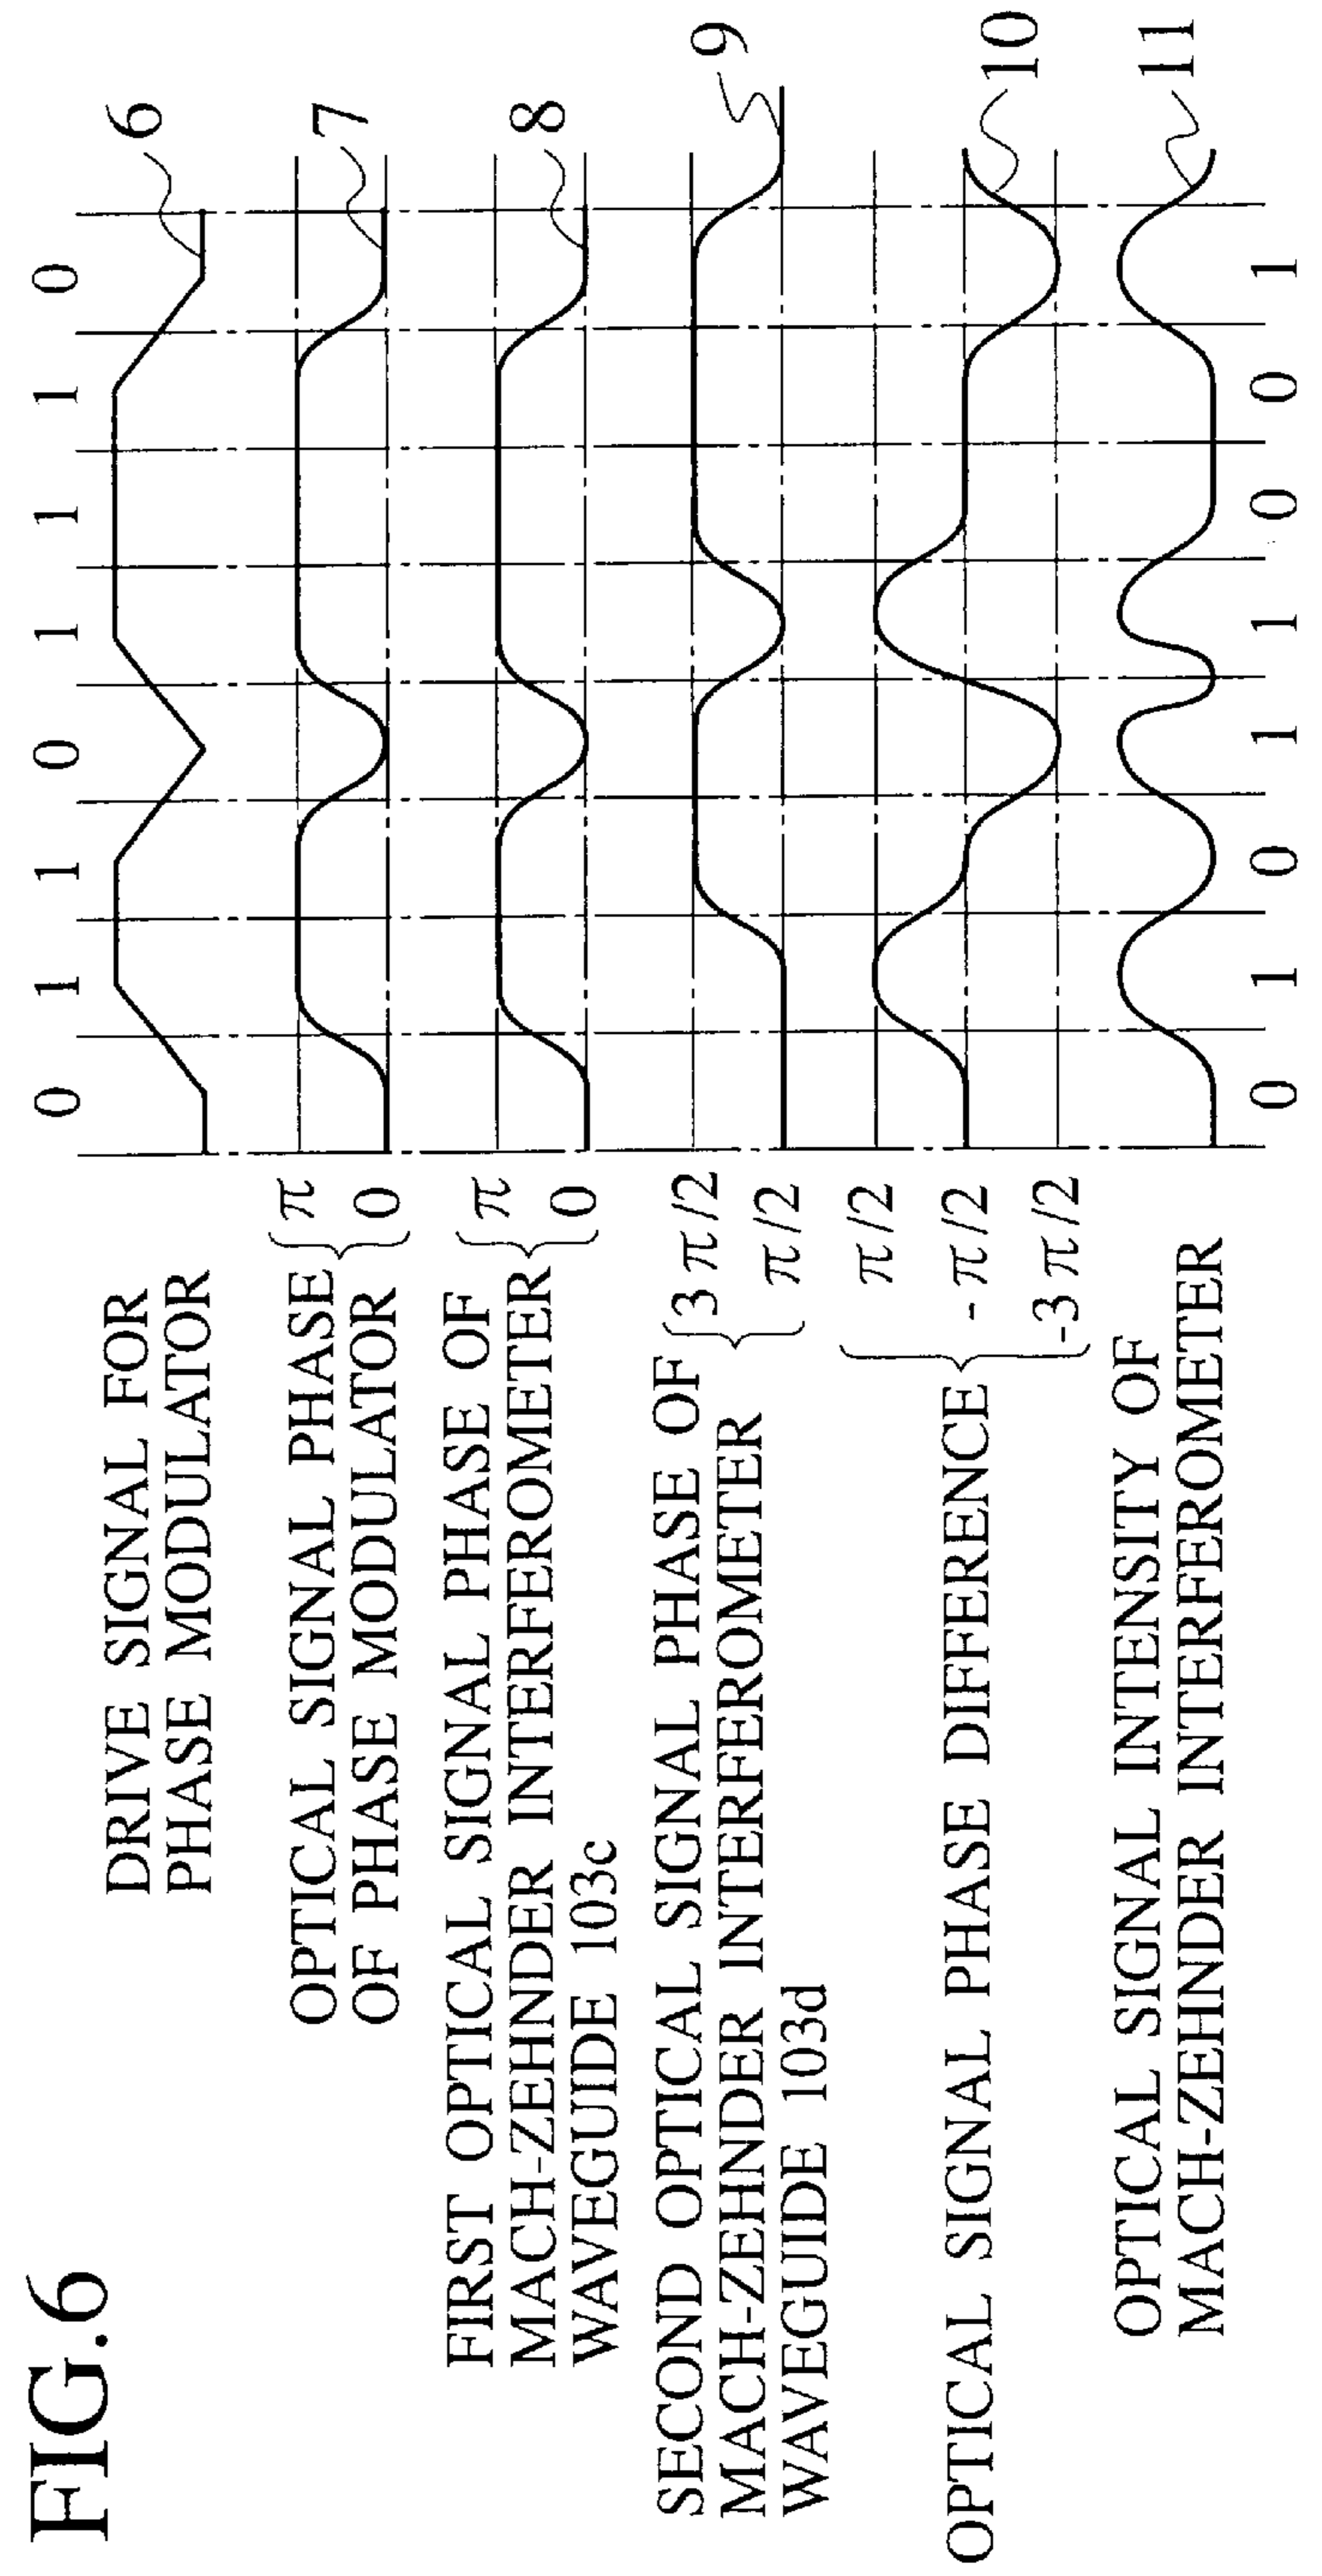 FIG.6
0 1 1 0 1 1 1 0
DRIVE SIGNAL FOR
PHASE MODULATOR
6
OPTICAL SIGNAL PHASE
OF PHASE MODULATOR
π
0
7
FIRST OPTICAL SIGNAL PHASE OF
MACH-ZEHNDER INTERFEROMETER
WAVEGUIDE 103c
π
0
8
SECOND OPTICAL SIGNAL PHASE OF
MACH-ZEHNDER INTERFEROMETER
WAVEGUIDE 103d
3π/2
π/2
9
OPTICAL SIGNAL PHASE DIFFERENCE
π/2
-π/2
-3π/2
10
OPTICAL SIGNAL INTENSITY OF
MACH-ZEHNDER INTERFEROMETER
11
0 1 0 1 1 0 0 1